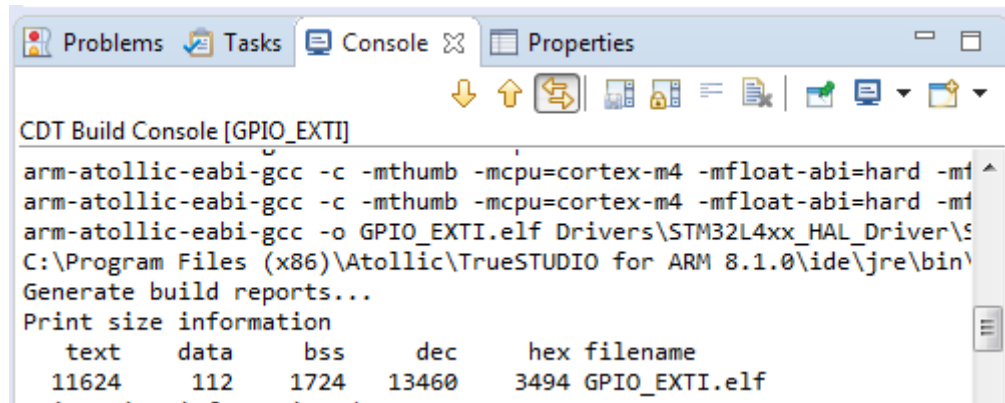 Problems Tasks Console Properties
CDT Build Console [GPIO_EXTI]
arm-atollic-eabi-gcc -c -mthumb -mcpu=cortex-m4 -mfloat-abi=hard -mf
arm-atollic-eabi-gcc -c -mthumb -mcpu=cortex-m4 -mfloat-abi=hard -mf
arm-atollic-eabi-gcc -o GPIO_EXTI.elf Drivers\STM32L4xx_HAL_Driver\S
C:\Program Files (x86)\Atollic\TrueSTUDIO for ARM 8.1.0\ide\jre\bin\
Generate build reports...
Print size information
text data bss dec hex filename
11624 112 1724 13460 3494 GPIO_EXTI.elf